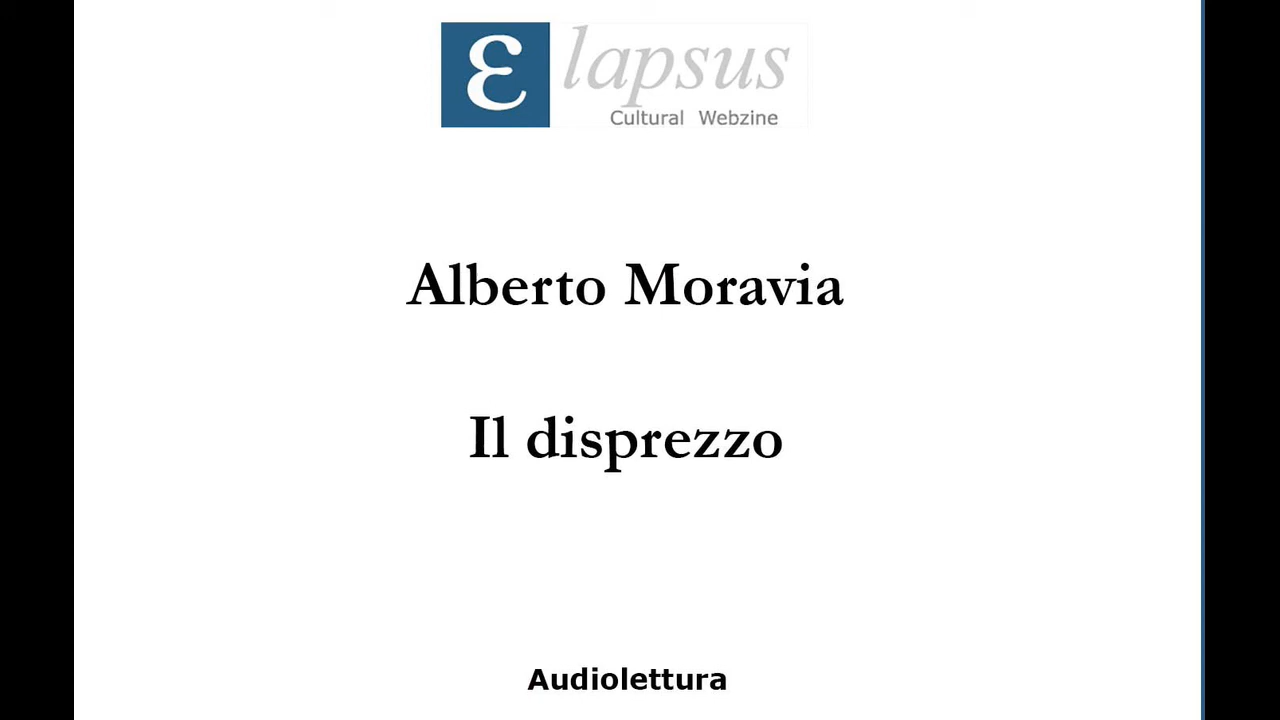 ε lapsus
Cultural Webzine
Alberto Moravia
Il disprezzo
Audiolettura